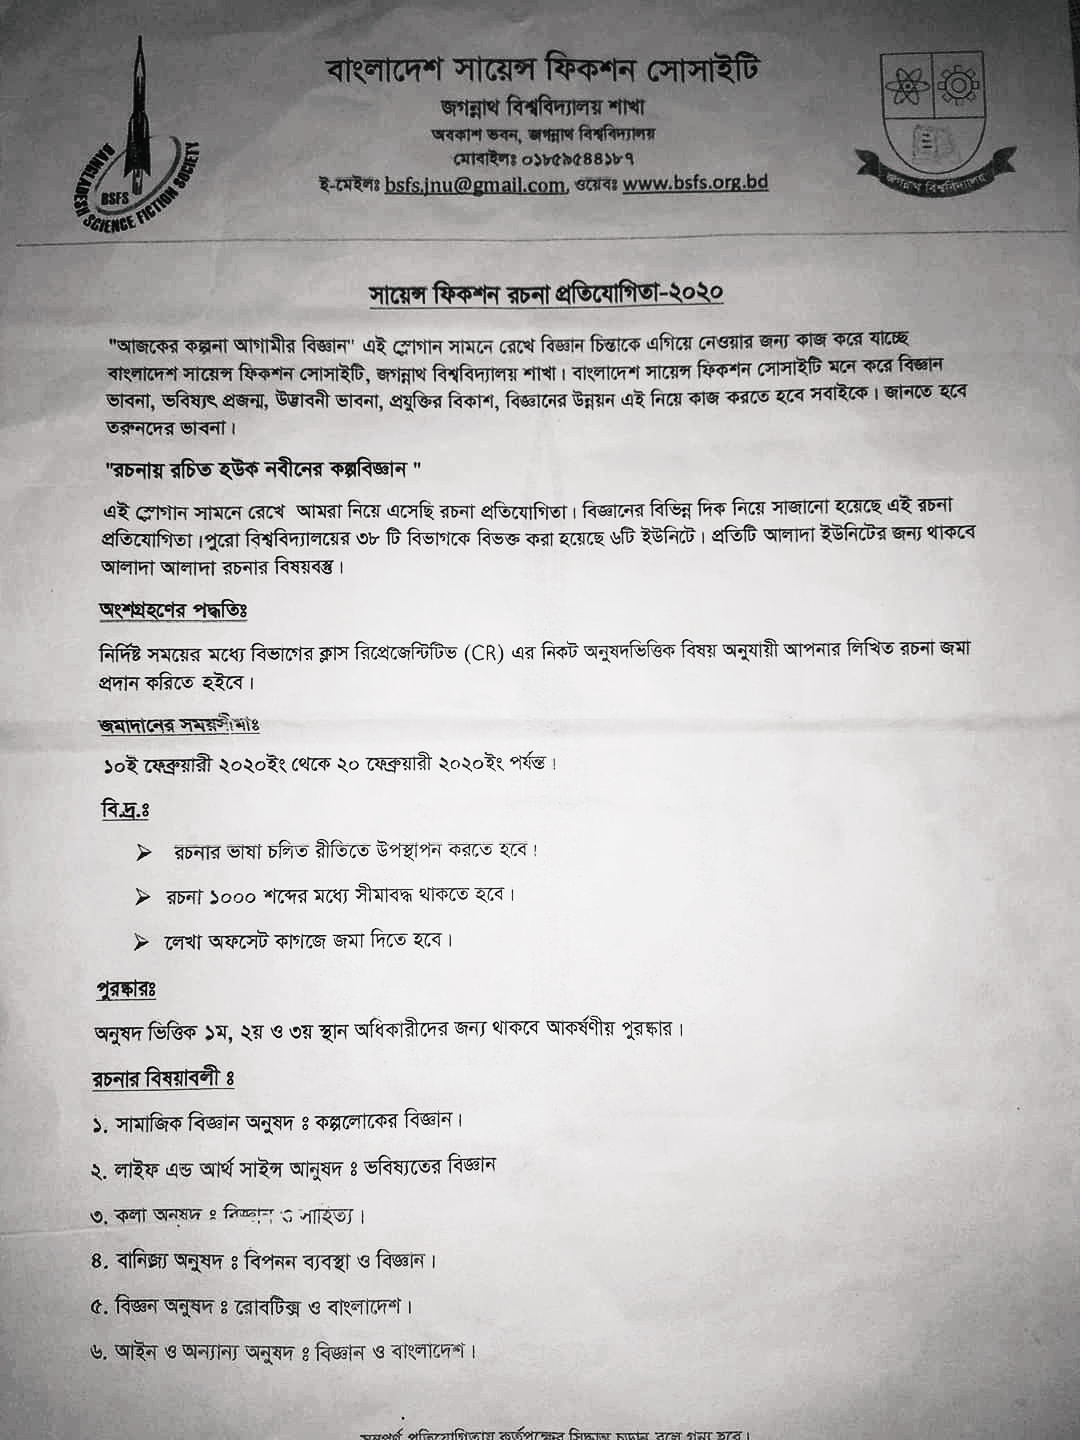 বাংলাদেশ সায়েন্স ফিকশন সোসাইটি
জগন্নাথ বিশ্ববিদ্যালয় শাখা
অবকাশ ভবন, জগন্নাথ বিশ্ববিদ্যালয়
মোবাইলঃ ০১৮৫৯৫৪৪১৮৭
ই-মেইলঃ bsfs.jnu@gmail.com, ওয়েবঃ www.bsfs.org.bd
BSFS
BANGLADESH SCIENCE FICTION SOCIETY
জগন্নাথ বিশ্ববিদ্যালয়
সায়েন্স ফিকশন রচনা প্রতিযোগিতা-২০২০
"আজকের কল্পনা আগামীর বিজ্ঞান" এই স্লোগান সামনে রেখে বিজ্ঞান চিন্তাকে এগিয়ে নেওয়ার জন্য কাজ করে যাচ্ছে
বাংলাদেশ সায়েন্স ফিকশন সোসাইটি, জগন্নাথ বিশ্ববিদ্যালয় শাখা। বাংলাদেশ সায়েন্স ফিকশন সোসাইটি মনে করে বিজ্ঞান
ভাবনা, ভবিষ্যৎ প্রজন্ম, উদ্ভাবনী ভাবনা, প্রযুক্তির বিকাশ, বিজ্ঞানের উন্নয়ন এই নিয়ে কাজ করতে হবে সবাইকে। জানতে হবে
তরুনদের ভাবনা।
"রচনায় রচিত হউক নবীনের কল্পবিজ্ঞান "
এই স্লোগান সামনে রেখে আমরা নিয়ে এসেছি রচনা প্রতিযোগিতা। বিজ্ঞানের বিভিন্ন দিক নিয়ে সাজানো হয়েছে এই রচনা
প্রতিযোগিতা।পুরো বিশ্ববিদ্যালয়ের ৩৮ টি বিভাগকে বিভক্ত করা হয়েছে ৬টি ইউনিটে। প্রতিটি আলাদা ইউনিটের জন্য থাকবে
আলাদা আলাদা রচনার বিষয়বস্তু।
অংশগ্রহণের পদ্ধতিঃ
নির্দিষ্ট সময়ের মধ্যে বিভাগের ক্লাস রিপ্রেজেন্টিটিভ (CR) এর নিকট অনুষদভিত্তিক বিষয় অনুযায়ী আপনার লিখিত রচনা জমা
প্রদান করিতে হইবে।
জমাদানের সময়সীমাঃ
১০ই ফেব্রুয়ারী ২০২০ইং থেকে ২০ ফেব্রুয়ারী ২০২০ইং পর্যন্ত।
বি.দ্র.ঃ
➢ রচনার ভাষা চলিত রীতিতে উপস্থাপন করতে হবে।
➢ রচনা ১০০০ শব্দের মধ্যে সীমাবদ্ধ থাকতে হবে।
➢ লেখা অফসেট কাগজে জমা দিতে হবে।
পুরষ্কারঃ
অনুষদ ভিত্তিক ১ম, ২য় ও ৩য় স্থান অধিকারীদের জন্য থাকবে আকর্ষণীয় পুরষ্কার।
রচনার বিষয়াবলী ঃ
১. সামাজিক বিজ্ঞান অনুষদ ঃ কল্পলোকের বিজ্ঞান।
২. লাইফ এন্ড আর্থ সাইন্স আনুষদ ঃ ভবিষ্যতের বিজ্ঞান
৩. কলা অনুষদ ঃ বিজ্ঞান ও সাহিত্য।
৪. বানিজ্য অনুষদ ঃ বিপনন ব্যবস্থা ও বিজ্ঞান।
৫. বিজ্ঞন অনুষদ ঃ রোবটিক্স ও বাংলাদেশ।
৬. আইন ও অন্যান্য অনুষদ ঃ বিজ্ঞান ও বাংলাদেশ।
সম্পূর্ণ প্রতিযোগিতায় কর্তৃপক্ষের সিদ্ধান্ত চূড়ান্ত বলে গন্য হবে।